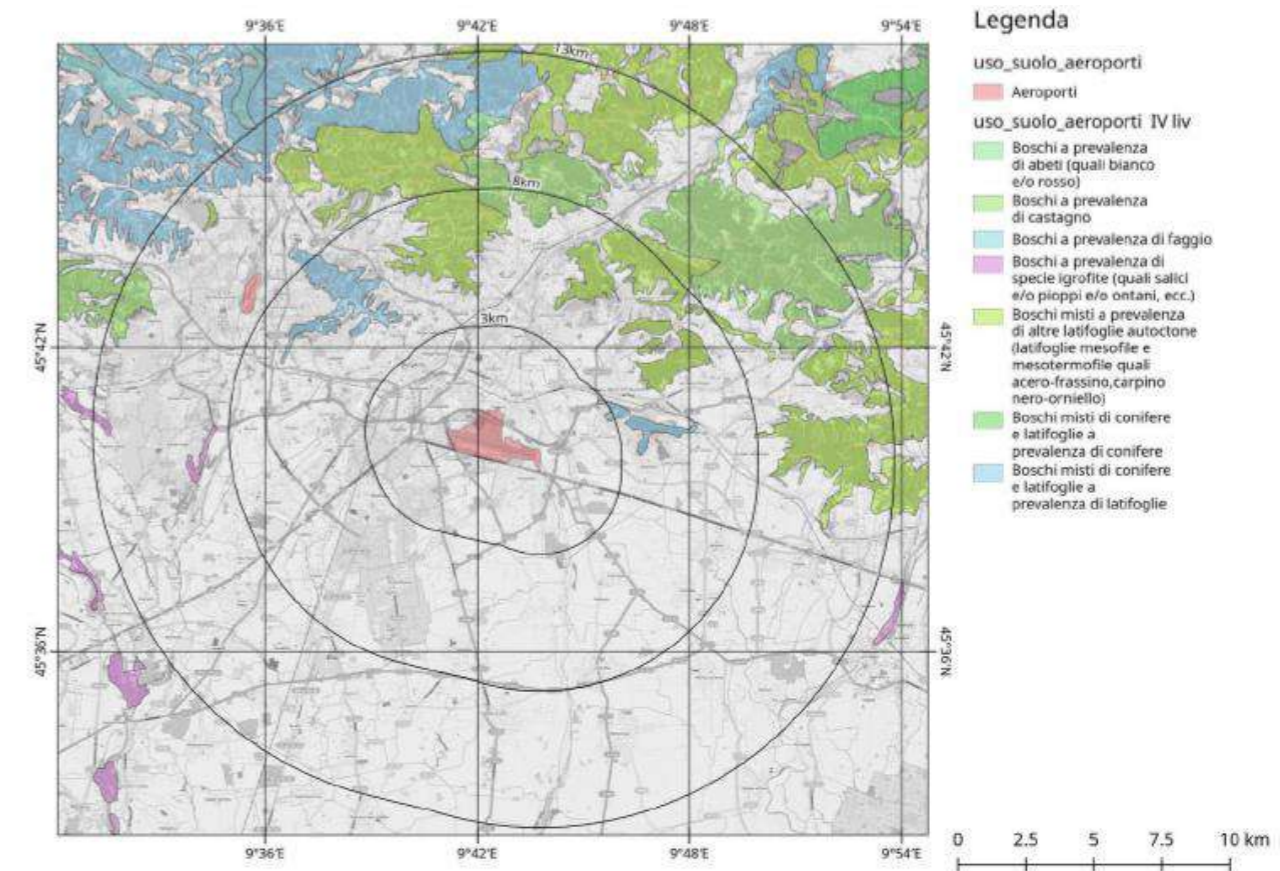 9°36'E
9°42'E
9°48'E
9°54'E
13km
8km
3km
45°42'N
45°42'N
45°36'N
45°36'N
9°36'E
9°42'E
9°48'E
9°54'E
Legenda
uso_suolo_aeroporti
Aeroporti
uso_suolo_aeroporti IV liv
Boschi a prevalenza
di abeti (quali bianco
e/o rosso)
Boschi a prevalenza
di castagno
Boschi a prevalenza di faggio
Boschi a prevalenza di
specie igrofite (quali salici
e/o pioppi e/o ontani, ecc.)
Boschi misti a prevalenza
di altre latifoglie autoctone
(latifoglie mesofile e
mesotermofile quali
acero-frassino,carpino
nero-orniello)
Boschi misti di conifere
e latifoglie a
prevalenza di conifere
Boschi misti di conifere
e latifoglie a
prevalenza di latifoglie
0 2.5 5 7.5 10 km